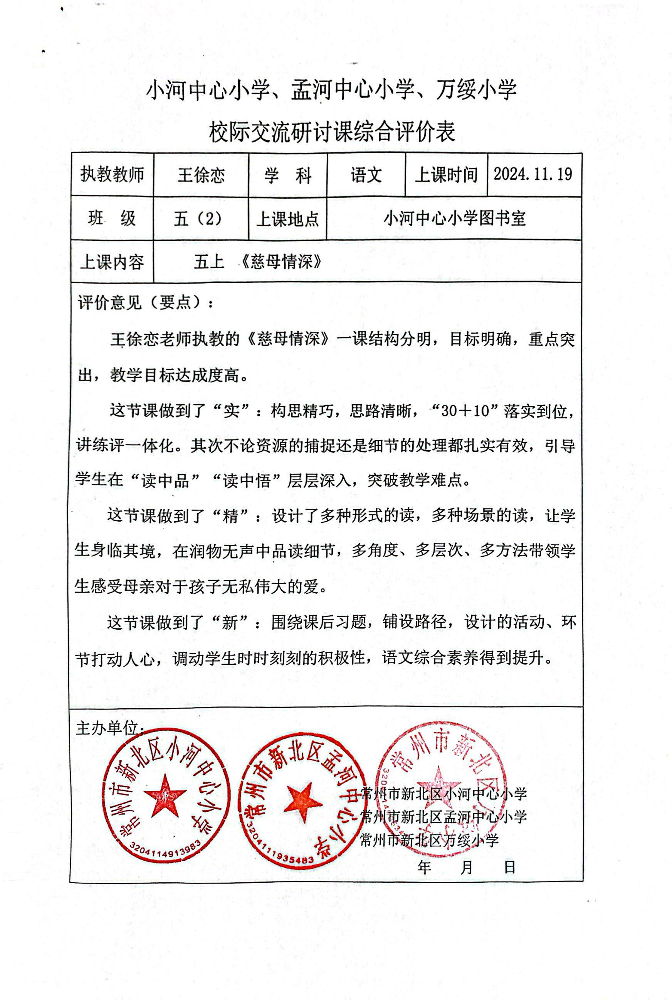 小河中心小学、孟河中心小学、万绥小学
校际交流研讨课综合评价表
执教教师 王徐恋 学 科 语文 上课时间 2024.11.19
班 级 五（2） 上课地点 小河中心小学图书室
上课内容 五上 《慈母情深》
评价意见（要点）：
王徐恋老师执教的《慈母情深》一课结构分明，目标明确，重点突
出，教学目标达成度高。
这节课做到了“实”：构思精巧，思路清晰，“30＋10”落实到位，
讲练评一体化。其次不论资源的捕捉还是细节的处理都扎实有效，引导
学生在“读中品”“读中悟”层层深入，突破教学难点。
这节课做到了“精”：设计了多种形式的读，多种场景的读，让学
生身临其境，在润物无声中品读细节，多角度、多层次、多方法带领学
生感受母亲对于孩子无私伟大的爱。
这节课做到了“新”：围绕课后习题，铺设路径，设计的活动、环
节打动人心，调动学生时时刻刻的积极性，语文综合素养得到提升。
主办单位：
常州市新北区小河中心小学
3204114913983
常州市新北区孟河中心小学
3204111935483
常州市新北区
常州市新北区小河中心小学
常州市新北区孟河中心小学
常州市新北区万绥小学
年 月 日